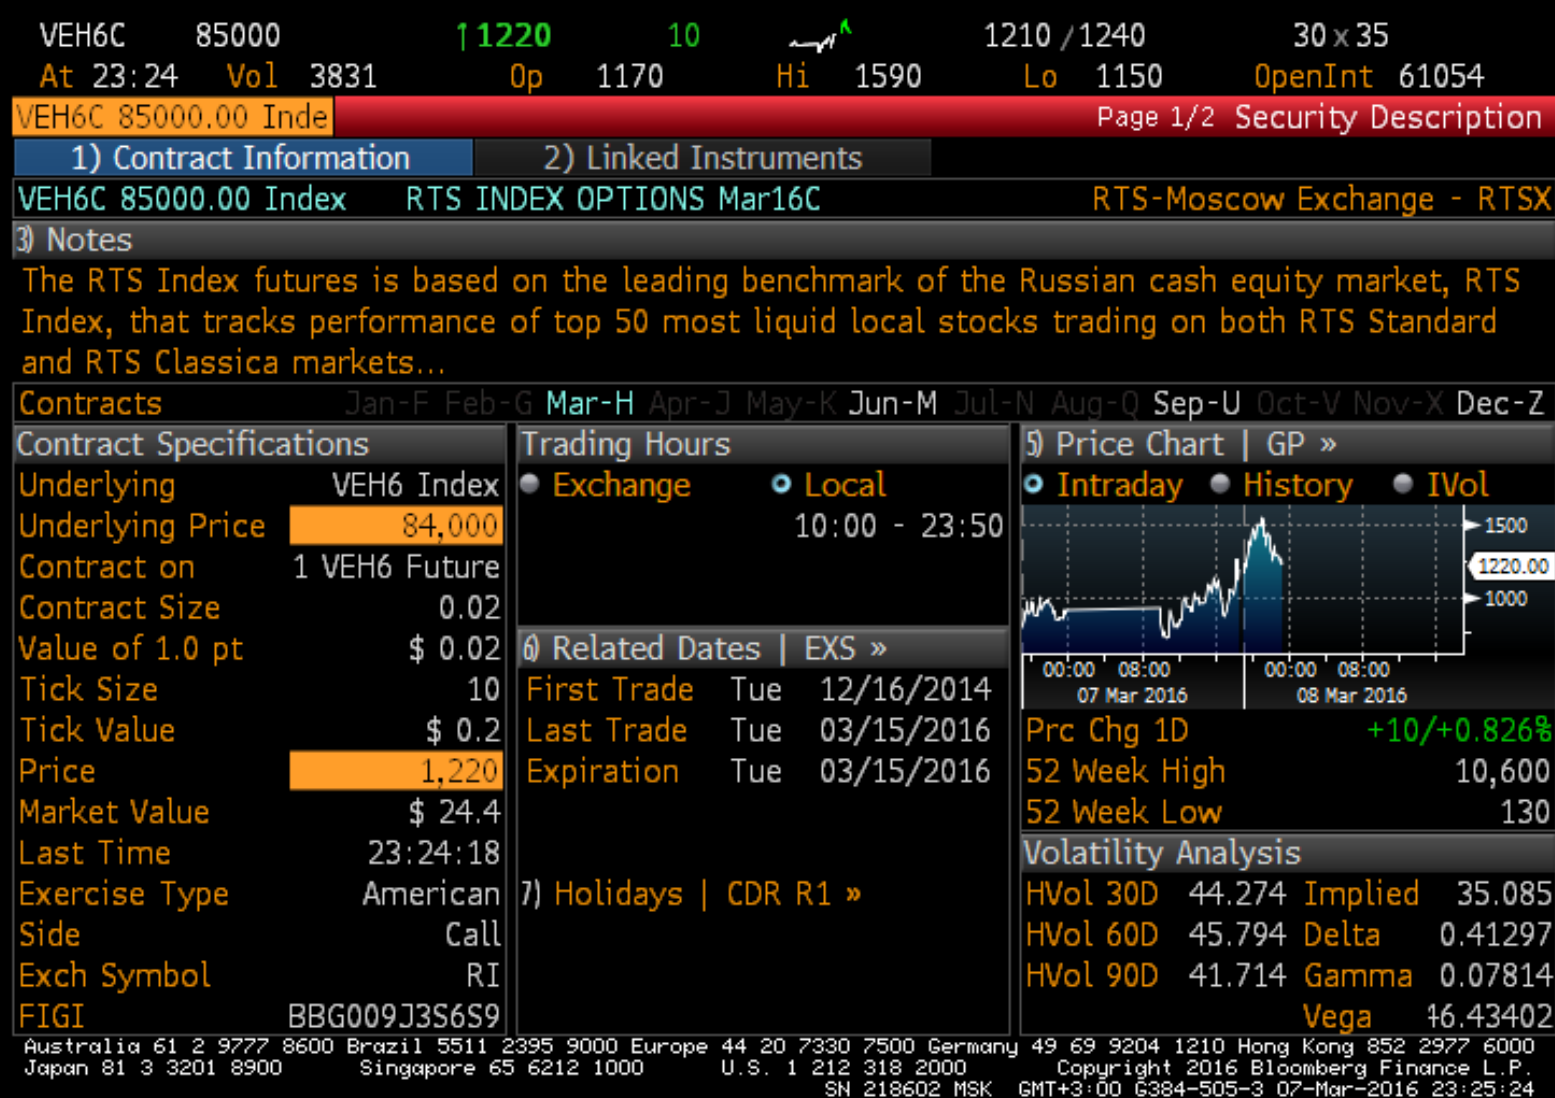 VEH6C 85000 ↑1220 10 1210 /1240 30 x 35
At 23:24 Vol 3831 Op 1170 Hi 1590 Lo 1150 OpenInt 61054
VEH6C 85000.00 Inde Page 1/2 Security Description
1) Contract Information 2) Linked Instruments
VEH6C 85000.00 Index RTS INDEX OPTIONS Mar16C RTS-Moscow Exchange - RTSX
3) Notes
The RTS Index futures is based on the leading benchmark of the Russian cash equity market, RTS
Index, that tracks performance of top 50 most liquid local stocks trading on both RTS Standard
and RTS Classica markets...
Contracts Jan-F Feb-G Mar-H Apr-J May-K Jun-M Jul-N Aug-Q Sep-U Oct-V Nov-X Dec-Z
Contract Specifications
Underlying VEH6 Index
Underlying Price 84,000
Contract on 1 VEH6 Future
Contract Size 0.02
Value of 1.0 pt $ 0.02
Tick Size 10
Tick Value $ 0.2
Price 1,220
Market Value $ 24.4
Last Time 23:24:18
Exercise Type American
Side Call
Exch Symbol RI
FIGI BBG009J3S6S9
Trading Hours
Exchange Local
10:00 - 23:50
6) Related Dates | EXS »
First Trade Tue 12/16/2014
Last Trade Tue 03/15/2016
Expiration Tue 03/15/2016
7) Holidays | CDR R1 »
5) Price Chart | GP »
Intraday History IVol
1500
1220.00
1000
00:00 08:00 00:00 08:00
07 Mar 2016 08 Mar 2016
Prc Chg 1D +10/+0.826%
52 Week High 10,600
52 Week Low 130
Volatility Analysis
HVol 30D 44.274 Implied 35.085
HVol 60D 45.794 Delta 0.41297
HVol 90D 41.714 Gamma 0.07814
Vega 6.43402
Australia 61 2 9777 8600 Brazil 5511 2395 9000 Europe 44 20 7330 7500 Germany 49 69 9204 1210 Hong Kong 852 2977 6000
Japan 81 3 3201 8900 Singapore 65 6212 1000 U.S. 1 212 318 2000 Copyright 2016 Bloomberg Finance L.P.
SN 218602 MSK GMT+3:00 G384-505-3 07-Mar-2016 23:25:24